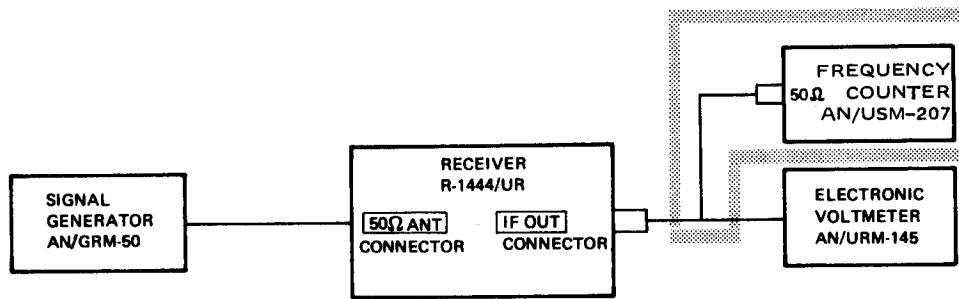 SIGNAL
GENERATOR
AN/GRM-50
RECEIVER
R-1444/UR
50Ω ANT
CONNECTOR
IF OUT
CONNECTOR
FREQUENCY
50Ω COUNTER
AN/USM-207
ELECTRONIC
VOLTMETER
AN/URM-145